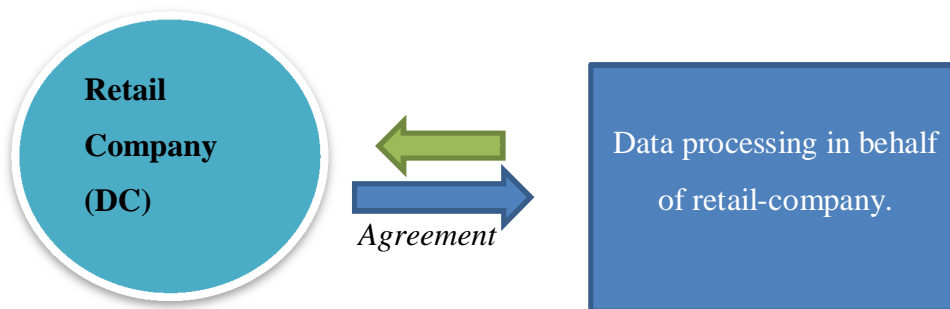 Retail
Company
(DC)
Agreement
Data processing in behalf
of retail-company.